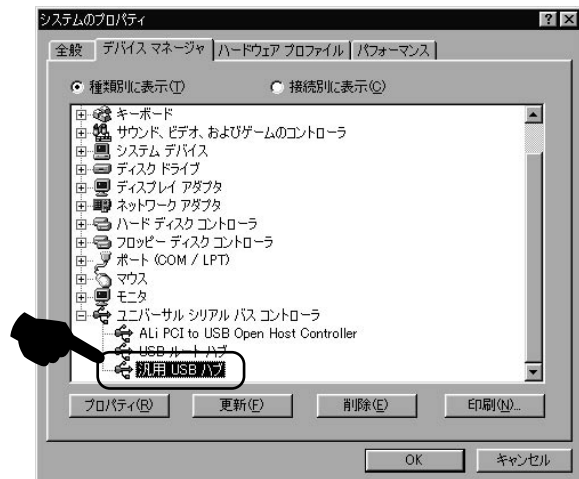 システムのプロパティ
全般 デバイス マネージャ ハードウェア プロファイル パフォーマンス
種類別に表示(T) 接続別に表示(C)
キーボード
サウンド、ビデオ、およびゲームのコントローラ
システム デバイス
ディスク ドライブ
ディスプレイ アダプタ
ネットワーク アダプタ
ハード ディスク コントローラ
フロッピー ディスク コントローラ
ポート (COM / LPT)
マウス
モニタ
ユニバーサル シリアル バス コントローラ
ALi PCI to USB Open Host Controller
USB ルート ハブ
汎用 USB ハブ
プロパティ(R) 更新(F) 削除(E) 印刷(N)...
OK キャンセル